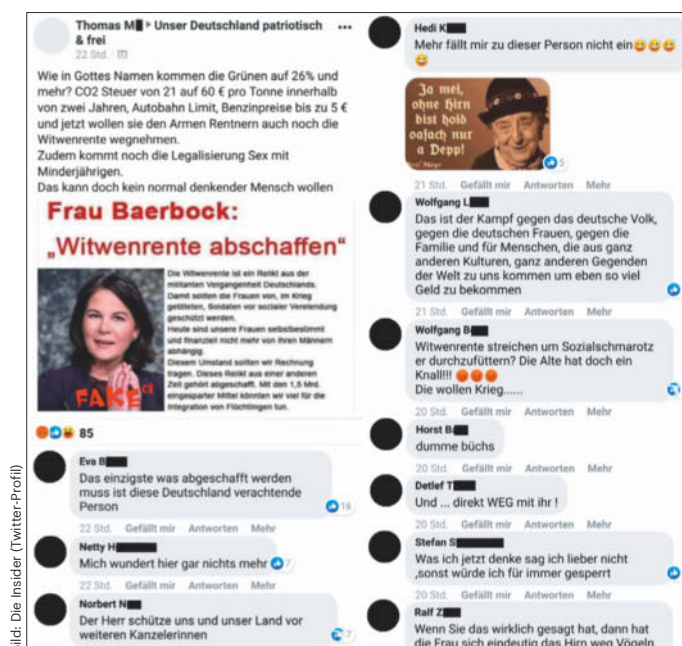 Thomas M ▸ Unser Deutschland patriotisch
& frei
22 Std.
Wie in Gottes Namen kommen die Grünen auf 26% und
mehr? CO2 Steuer von 21 auf 60 € pro Tonne innerhalb
von zwei Jahren, Autobahn Limit, Benzinpreise bis zu 5 €
und jetzt wollen sie den Armen Rentnern auch noch die
Witwenrente wegnehmen.
Zudem kommt noch die Legalisierung Sex mit
Minderjährigen.
Das kann doch kein normal denkender Mensch wollen
Frau Baerbock:
„Witwenrente abschaffen“
Die Witwenrente ist ein Relikt aus der
militanten Vergangenheit Deutschlands.
Damit sollten die Frauen von, im Krieg
getöteten, Soldaten vor sozialer Verelendung
geschützt werden.
Heute sind unsere Frauen selbstbestimmt
und finanziell nicht mehr von ihren Männern
abhängig.
Diesem Umstand sollten wir Rechnung
tragen. Dieses Relikt aus einer anderen
Zeit gehört abgeschafft. Mit den 1,5 Mrd.
eingesparter Mittel könnten wir viel für die
Integration von Flüchtlingen tun.
FAKE
85
Eva B
Das einzigste was abgeschafft werden
muss ist diese Deutschland verachtende
Person
18
22 Std. Gefällt mir Antworten Mehr
Netty H
Mich wundert hier gar nichts mehr
7
22 Std. Gefällt mir Antworten Mehr
Norbert N
Der Herr schütze uns und unser Land vor
weiteren Kanzelerinnen
7
Hedi K
Mehr fällt mir zu dieser Person nicht ein😅😅😅
😅
Ja mei,
ohne Hirn
bist hoid
oafach nur
a Depp!
5
21 Std. Gefällt mir Antworten Mehr
Wolfgang L
Das ist der Kampf gegen das deutsche Volk,
gegen die deutschen Frauen, gegen die
Familie und für Menschen, die aus ganz
anderen Kulturen, ganz anderen Gegenden
der Welt zu uns kommen um eben so viel
Geld zu bekommen
21 Std. Gefällt mir Antworten Mehr
Wolfgang B
Witwenrente streichen um Sozialschmarotz
er durchzufüttern? Die Alte hat doch ein
Knall!!! 😡😡😡
Die wollen Krieg......
20 Std. Gefällt mir Antworten Mehr
Horst B
dumme büchs
20 Std. Gefällt mir Antworten Mehr
Detlef T
Und ... direkt WEG mit ihr !
20 Std. Gefällt mir Antworten Mehr
Stefan S
Was ich jetzt denke sag ich lieber nicht
,sonst würde ich für immer gesperrt
20 Std. Gefällt mir Antworten Mehr
Ralf Z
Wenn Sie das wirklich gesagt hat, dann hat
die Frau sich eindeutig das Hirn weg Vögeln
Bild: Die Insider (Twitter-Profil)